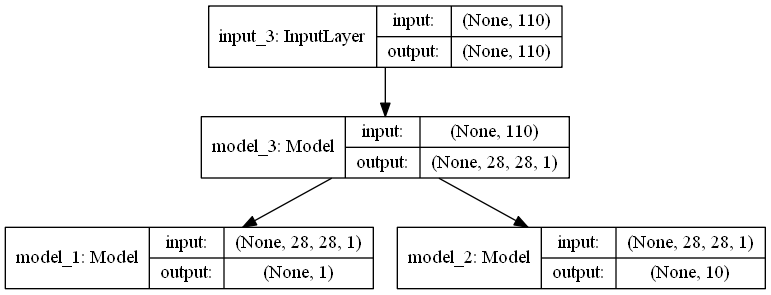 input_3: InputLayer
input: (None, 110)
output: (None, 110)
model_3: Model
input: (None, 110)
output: (None, 28, 28, 1)
model_1: Model
input: (None, 28, 28, 1)
output: (None, 1)
model_2: Model
input: (None, 28, 28, 1)
output: (None, 10)